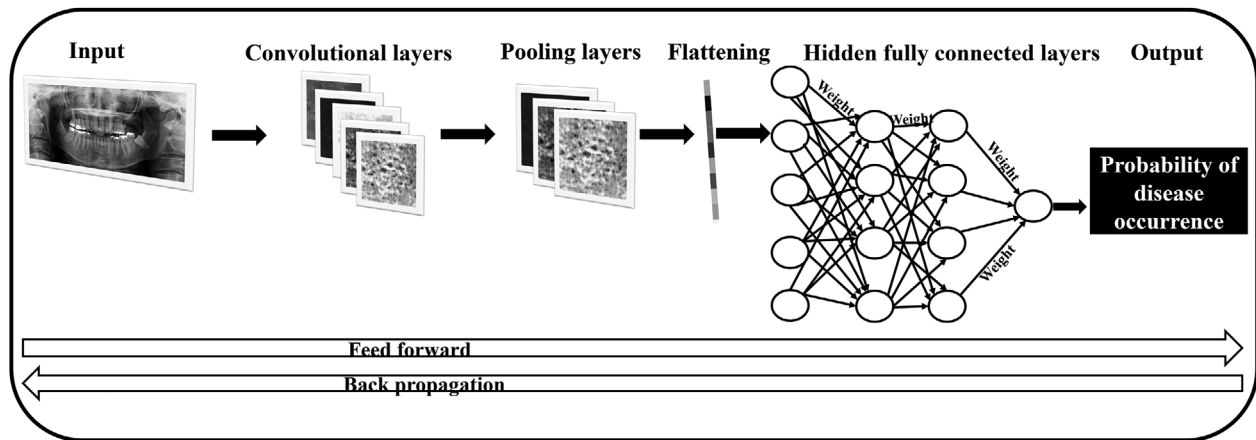 Input
Convolutional layers
Pooling layers
Flattening
Hidden fully connected layers
Output
Weight
Weight
Weight
Weight
Probability of
disease
occurrence
Feed forward
Back propagation